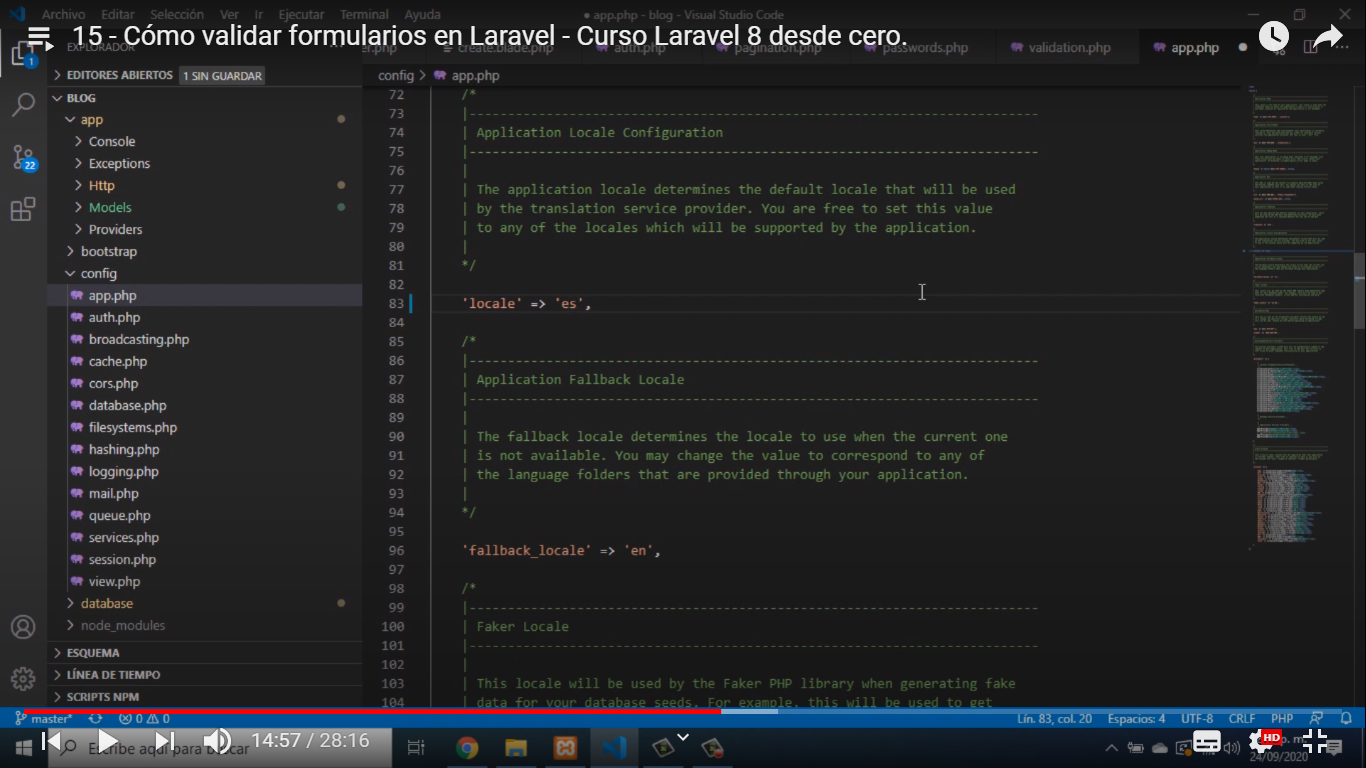 Archivo Editar Selección Ver Ir Ejecutar Terminal Ayuda
● app.php - blog - Visual Studio Code
15 - Cómo validar formularios en Laravel - Curso Laravel 8 desde cero.
EXPLORADOR
create.blade.php auth.php pagination.php passwords.php validation.php app.php
EDITORES ABIERTOS 1 SIN GUARDAR
BLOG
app
Console
Exceptions
Http
Models
Providers
bootstrap
config
app.php
auth.php
broadcasting.php
cache.php
cors.php
database.php
filesystems.php
hashing.php
logging.php
mail.php
queue.php
services.php
session.php
view.php
database
node_modules
ESQUEMA
LÍNEA DE TIEMPO
SCRIPTS NPM
1
22
config > app.php
72 /*
73 |--------------------------------------------------------------------------
74 | Application Locale Configuration
75 |--------------------------------------------------------------------------
76 |
77 | The application locale determines the default locale that will be used
78 | by the translation service provider. You are free to set this value
79 | to any of the locales which will be supported by the application.
80 |
81 */
82
83 'locale' => 'es',
84
85 /*
86 |--------------------------------------------------------------------------
87 | Application Fallback Locale
88 |--------------------------------------------------------------------------
89 |
90 | The fallback locale determines the locale to use when the current one
91 | is not available. You may change the value to correspond to any of
92 | the language folders that are provided through your application.
93 |
94 */
95
96 'fallback_locale' => 'en',
97
98 /*
99 |--------------------------------------------------------------------------
100 | Faker Locale
101 |--------------------------------------------------------------------------
102 |
103 | This locale will be used by the Faker PHP library when generating fake
104 | data for your database seeds. For example, this will be used to get
master* 0 0 Lín. 83, col. 20 Espacios: 4 UTF-8 CRLF PHP
Escribe aquí para buscar
14:57 / 28:16
HD
p. m.
24/09/2020